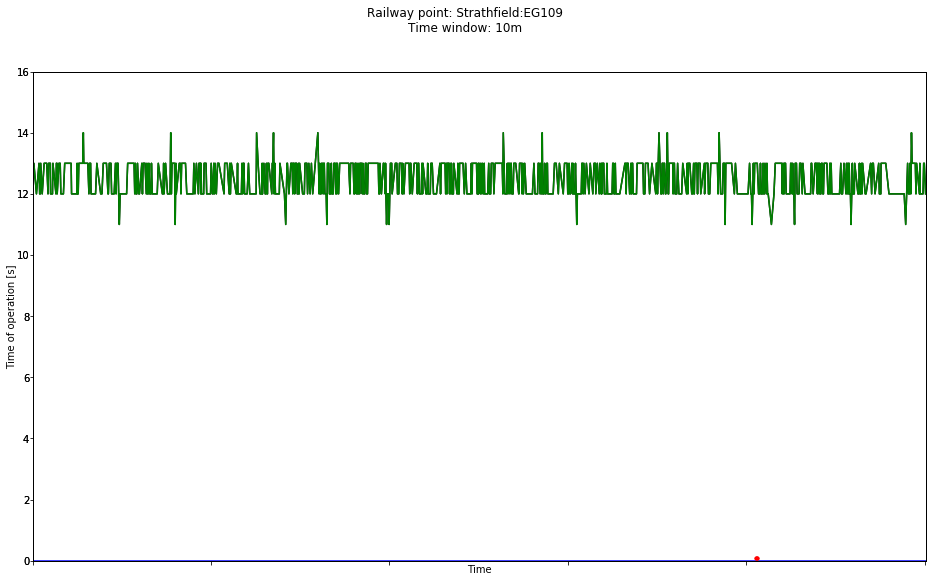 Railway point: Strathfield:EG109
Time window: 10m
16
14
12
10
8
6
4
2
0
Time of operation [s]
Time